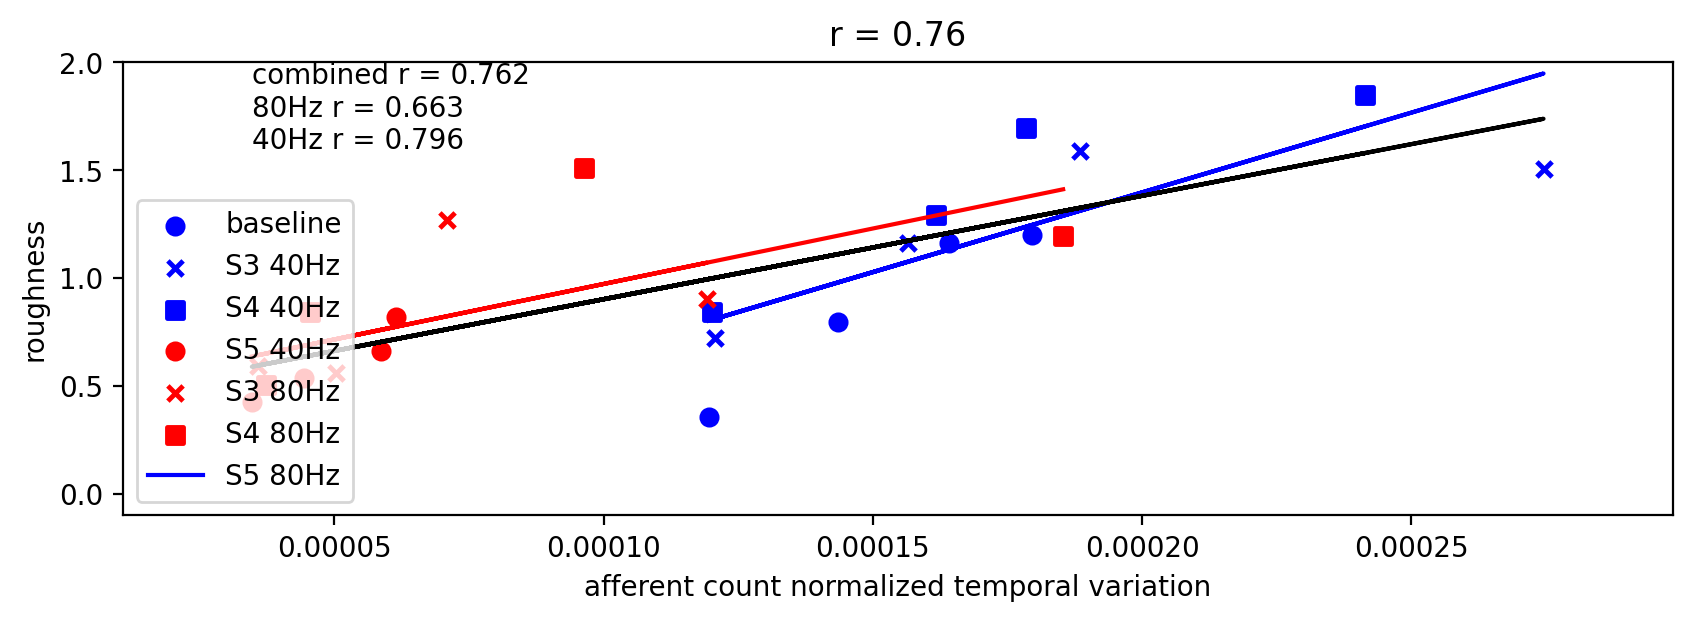 r = 0.76
combined r = 0.762
80Hz r = 0.663
40Hz r = 0.796
baseline
S3 40Hz
S4 40Hz
S5 40Hz
S3 80Hz
S4 80Hz
S5 80Hz
roughness
2.0
1.5
1.0
0.5
0.0
0.00005 0.00010 0.00015 0.00020 0.00025
afferent count normalized temporal variation